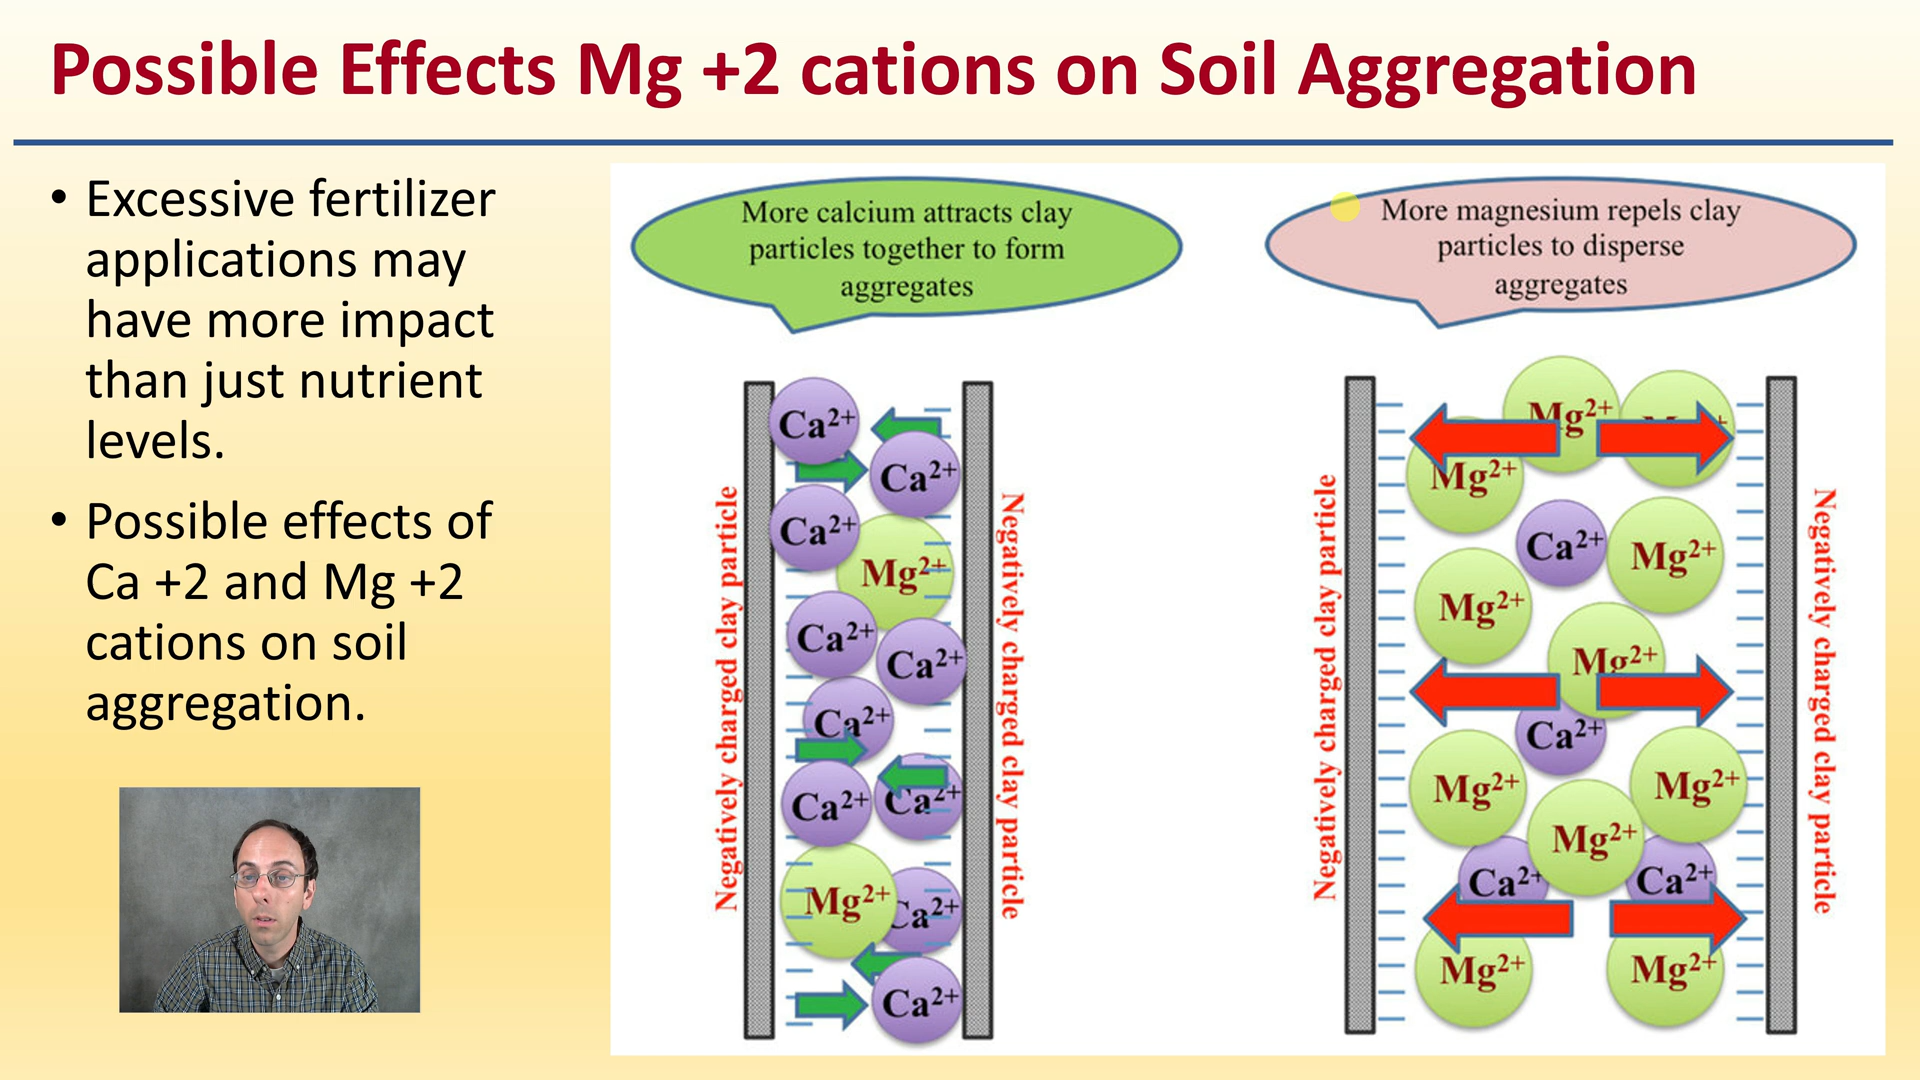 Possible Effects Mg +2 cations on Soil Aggregation
• Excessive fertilizer
applications may
have more impact
than just nutrient
levels.
• Possible effects of
Ca +2 and Mg +2
cations on soil
aggregation.
More calcium attracts clay
particles together to form
aggregates
Negatively charged clay particle
Ca²⁺
Ca²⁺
Ca²⁺
Mg²⁺
Ca²⁺
Ca²⁺
Ca²⁺
Ca²⁺
Ca²⁺
Mg²⁺
Ca²⁺
Ca²⁺
Negatively charged clay particle
More magnesium repels clay
particles to disperse
aggregates
Negatively charged clay particle
Mg²⁺
Mg²⁺
Ca²⁺
Mg²⁺
Mg²⁺
Mg²⁺
Ca²⁺
Mg²⁺
Mg²⁺
Mg²⁺
Ca²⁺
Ca²⁺
Mg²⁺
Mg²⁺
Negatively charged clay particle